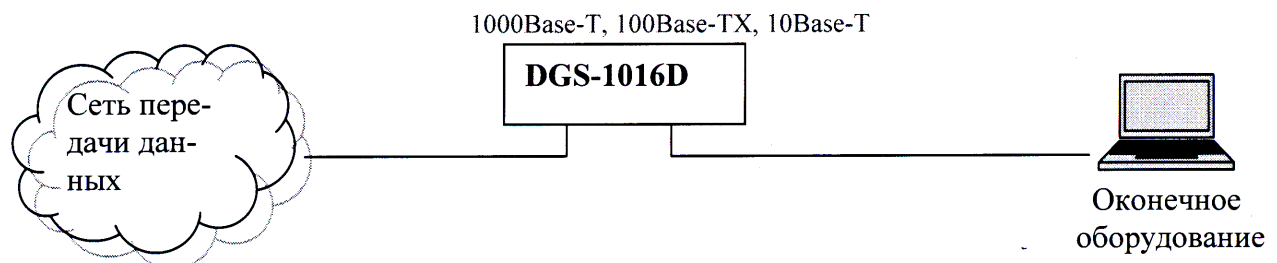 1000Base-T, 100Base-TX, 10Base-T
DGS-1016D
Сеть пере-
дачи дан-
ных
Оконечное
оборудование